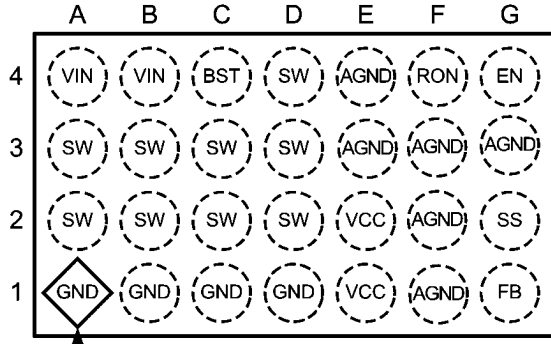 A B C D E F G
4 VIN VIN BST SW AGND RON EN
3 SW SW SW SW AGND AGND AGND
2 SW SW SW SW VCC AGND SS
1 GND GND GND GND VCC AGND FB